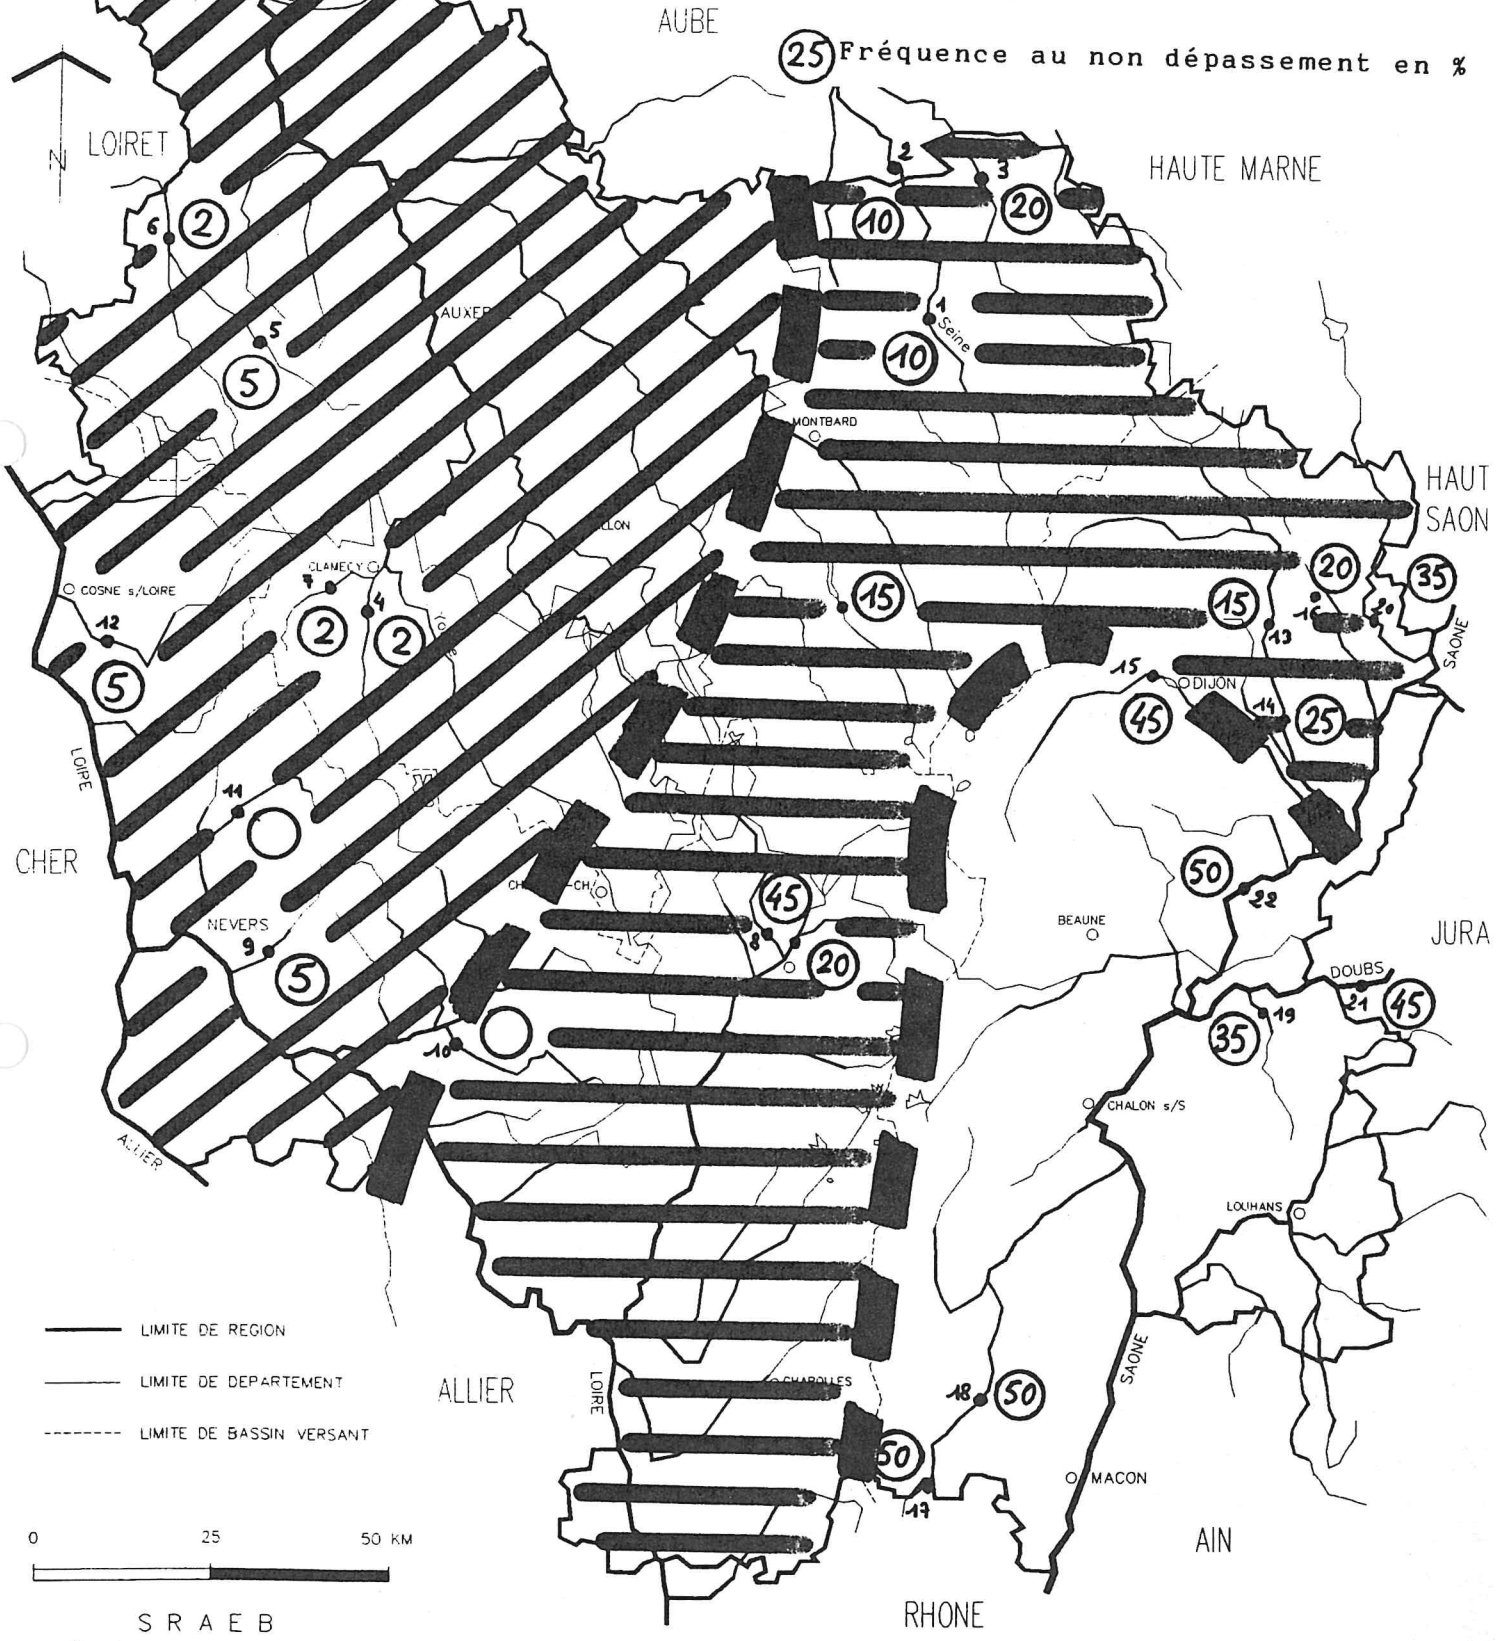 AUBE
25 Fréquence au non dépassement en %
LOIRET
N
HAUTE MARNE
2
3
10
20
6
2
1
Seine
10
5
5
MONTBARD
HAUT
SAON
CLAMECY
7
4
2
2
COSNE s/LOIRE
12
5
15
15
13
20
16
20
35
SAONE
15
DIJON
45
14
25
LOIRE
11
CHER
NEVERS
9
5
45
8
20
BEAUNE
50
22
JURA
DOUBS
21
45
19
35
10
CHALON s/S
ALLIER
LOUHANS
LIMITE DE REGION
LIMITE DE DEPARTEMENT
LIMITE DE BASSIN VERSANT
ALLIER
LOIRE
CHAROLLES
SAONE
18
50
50
17
MACON
0 25 50 KM
AIN
S R A E B
RHONE